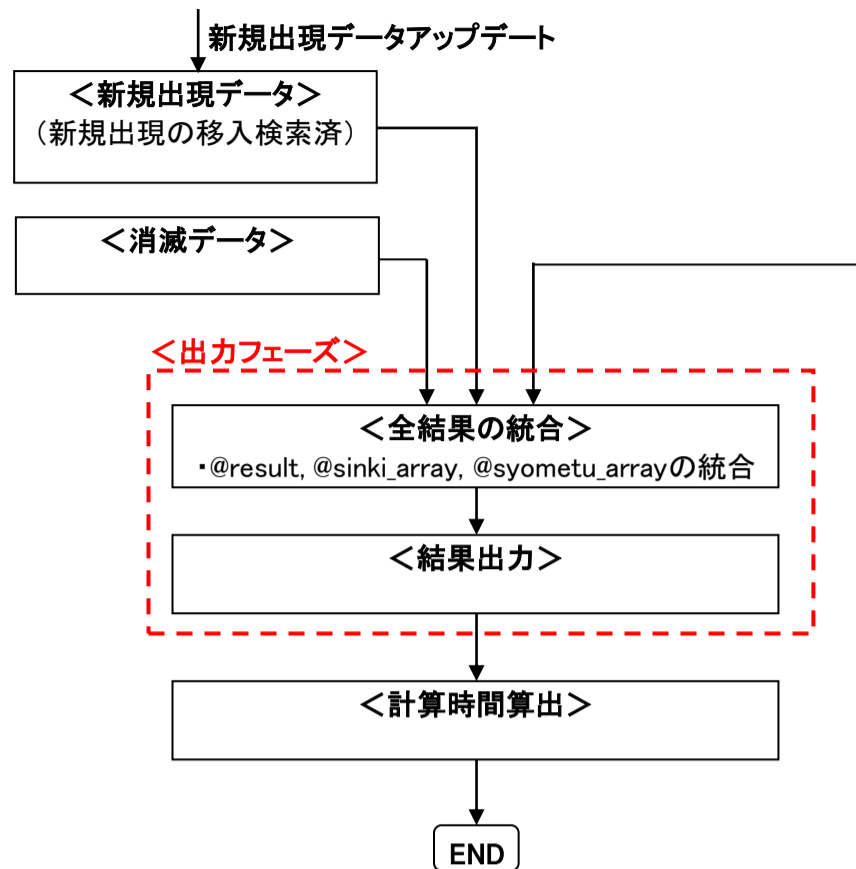 新規出現データアップデート
＜新規出現データ＞
（新規出現の移入検索済）
＜消滅データ＞
＜出力フェーズ＞
＜全結果の統合＞
・@result, @sinki_array, @syometu_arrayの統合
＜結果出力＞
＜計算時間算出＞
END